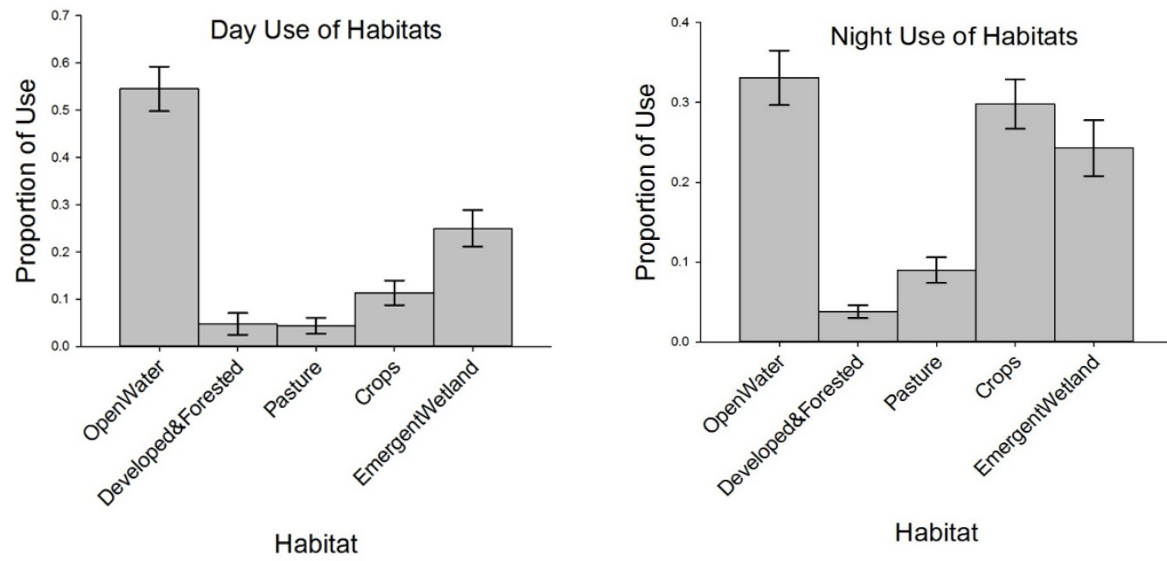 Day Use of Habitats
Proportion of Use
0.7
0.6
0.5
0.4
0.3
0.2
0.1
0.0
OpenWater
Developed&Forested
Pasture
Crops
EmergentWetland
Habitat
Night Use of Habitats
Proportion of Use
0.4
0.3
0.2
0.1
0.0
OpenWater
Developed&Forested
Pasture
Crops
EmergentWetland
Habitat